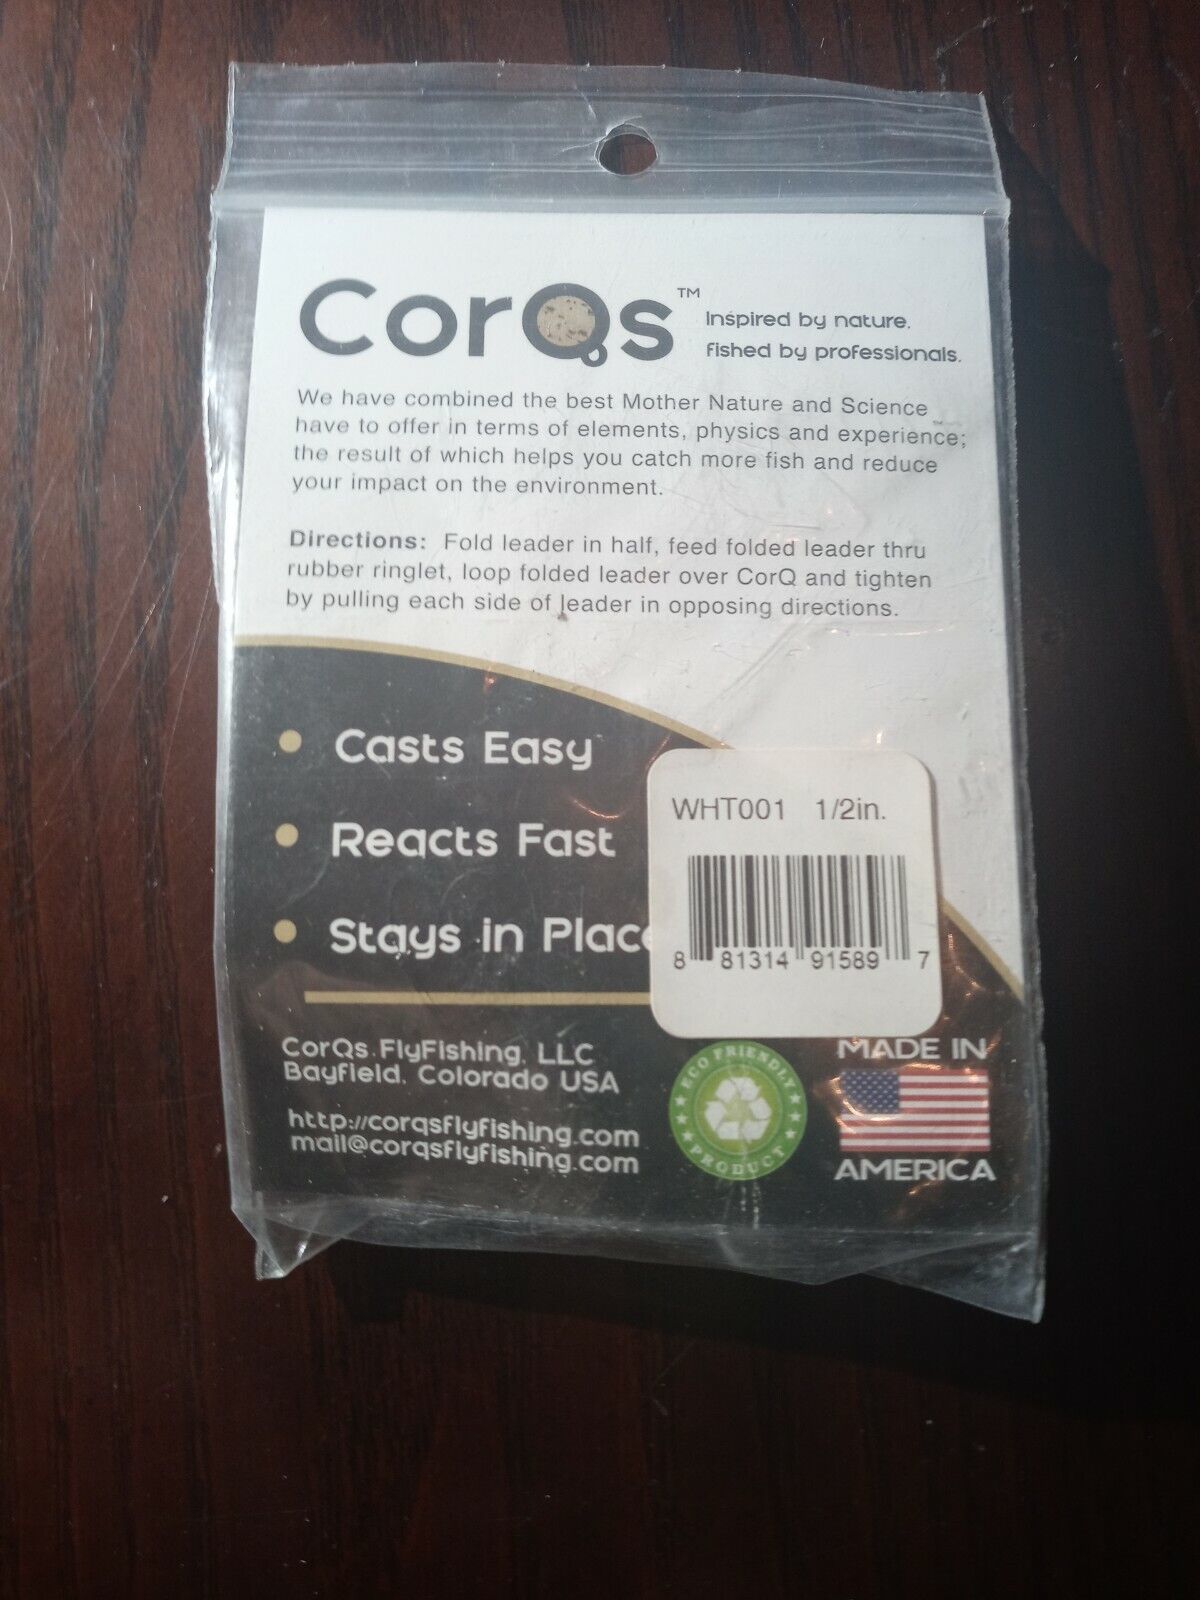 CorQs™
Inspired by nature.
fished by professionals.
We have combined the best Mother Nature and Science
have to offer in terms of elements, physics and experience;
the result of which helps you catch more fish and reduce
your impact on the environment.
Directions: Fold leader in half, feed folded leader thru
rubber ringlet, loop folded leader over CorQ and tighten
by pulling each side of leader in opposing directions.
• Casts Easy
• Reacts Fast
• Stays in Place
WHT001 1/2in.
8 81314 91589 7
CorQs FlyFishing, LLC
Bayfield, Colorado USA
http://corqsflyfishing.com
mail@corqsflyfishing.com
ECO FRIENDLY
PRODUCT
MADE IN
AMERICA